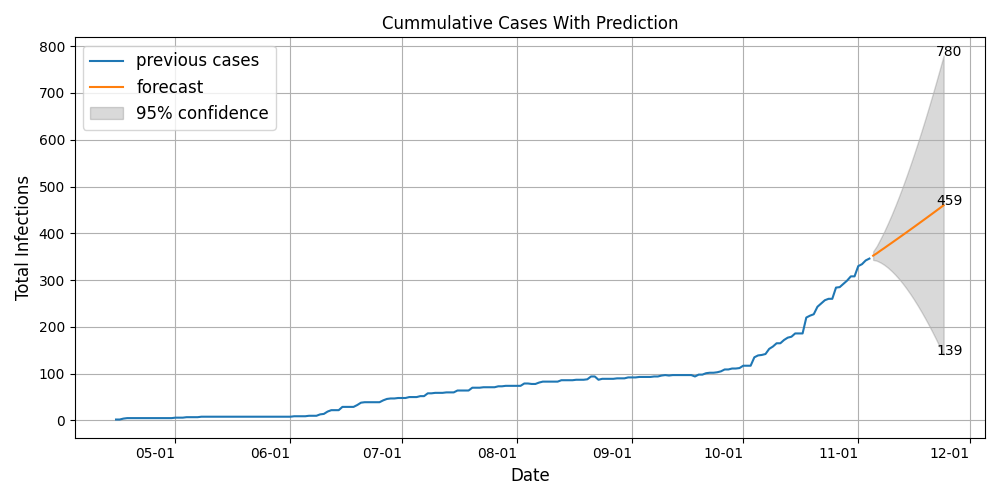 Cummulative Cases With Prediction
previous cases
forecast
95% confidence
Total Infections
800
700
600
500
400
300
200
100
0
780
459
139
05-01 06-01 07-01 08-01 09-01 10-01 11-01 12-01
Date